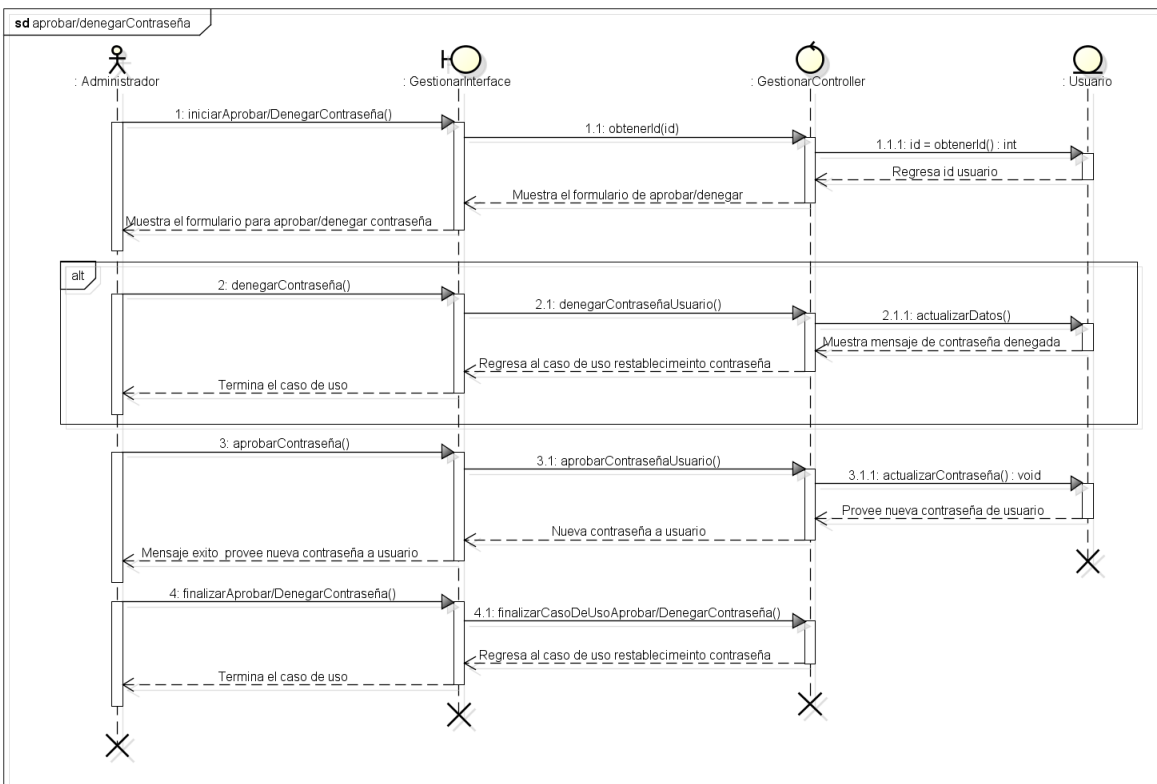 sd aprobar/denegarContraseña
: Administrador
: GestionarInterface
: GestionarController
: Usuario
1: iniciarAprobar/DenegarContraseña()
1.1: obtenerId(id)
1.1.1: id = obtenerId() : int
Regresa id usuario
Muestra el formulario de aprobar/denegar
Muestra el formulario para aprobar/denegar contraseña
alt
2: denegarContraseña()
2.1: denegarContraseñaUsuario()
2.1.1: actualizarDatos()
Muestra mensaje de contraseña denegada
Regresa al caso de uso restablecimeinto contraseña
Termina el caso de uso
3: aprobarContraseña()
3.1: aprobarContraseñaUsuario()
3.1.1: actualizarContraseña() : void
Provee nueva contraseña de usuario
Nueva contraseña a usuario
Mensaje exito provee nueva contraseña a usuario
4: finalizarAprobar/DenegarContraseña()
4.1: finalizarCasoDeUsoAprobar/DenegarContraseña()
Regresa al caso de uso restablecimeinto contraseña
Termina el caso de uso